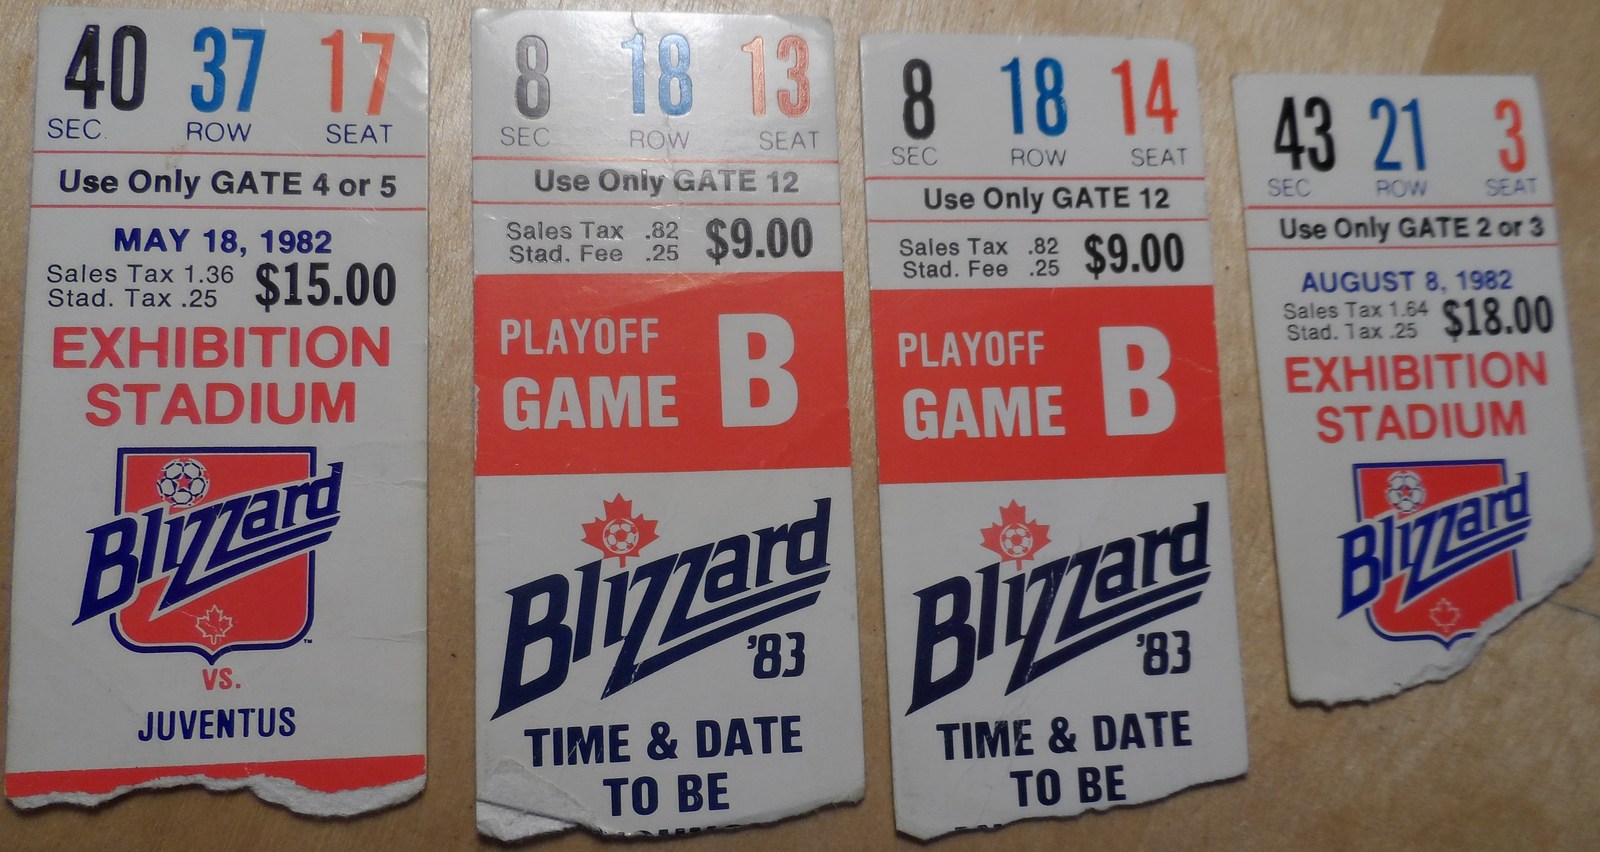 40 37 17
SEC. ROW SEAT
Use Only GATE 4 or 5
MAY 18, 1982
Sales Tax 1.36 $15.00
Stad. Tax .25
EXHIBITION
STADIUM
Blizzard
TM
VS.
JUVENTUS
8 18 13
SEC ROW SEAT
Use Only GATE 12
Sales Tax .82 $9.00
Stad. Fee .25
PLAYOFF
GAME B
Blizzard
'83
TIME & DATE
TO BE
8 18 14
SEC ROW SEAT
Use Only GATE 12
Sales Tax .82 $9.00
Stad. Fee .25
PLAYOFF
GAME B
Blizzard
'83
TIME & DATE
TO BE
43 21 3
SEC ROW SEAT
Use Only GATE 2 or 3
AUGUST 8, 1982
Sales Tax 1.64 $18.00
Stad. Tax .25
EXHIBITION
STADIUM
Blizzard